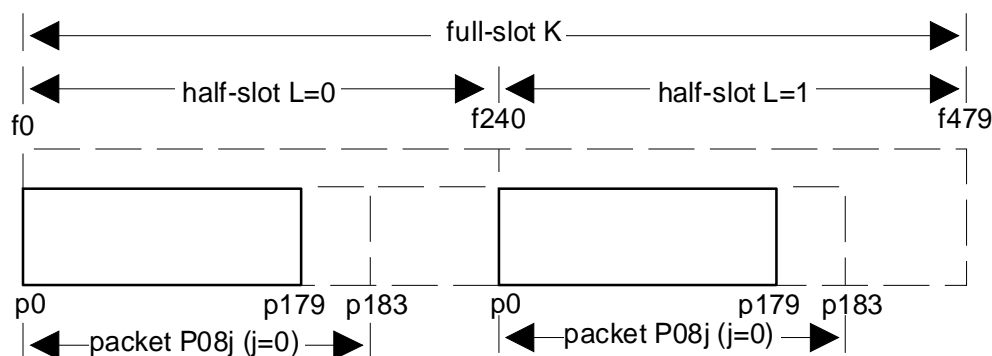 full-slot K
half-slot L=0 half-slot L=1
f0 f240 f479
p0 p179 p183 p0 p179 p183
packet P08j (j=0) packet P08j (j=0)